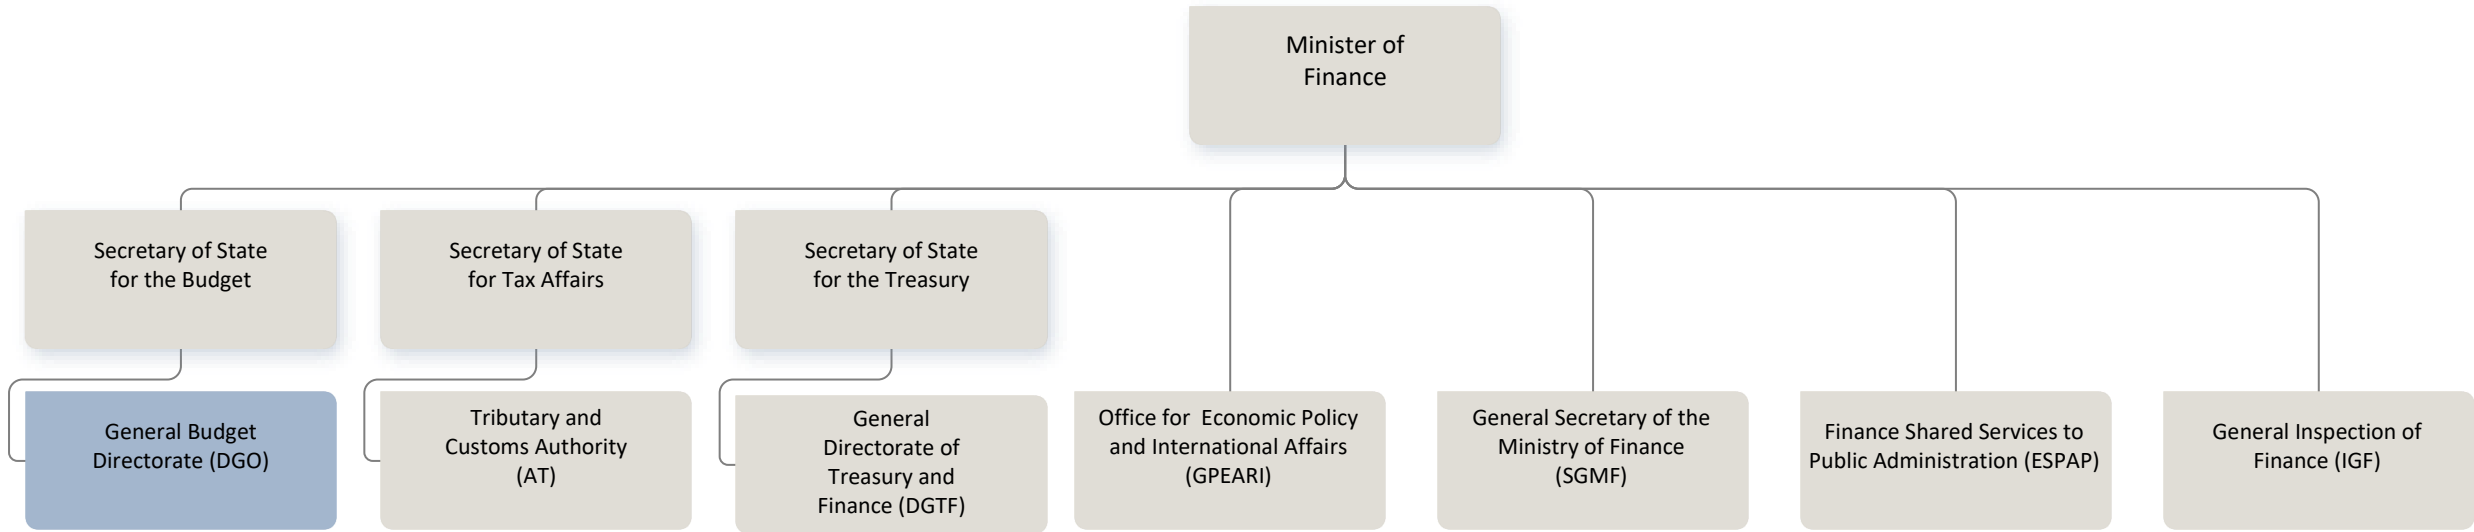 Minister of
Finance
Secretary of State
for the Budget
Secretary of State
for Tax Affairs
Secretary of State
for the Treasury
General Budget
Directorate (DGO)
Tributary and
Customs Authority
(AT)
General
Directorate of
Treasury and
Finance (DGTF)
Office for  Economic Policy
and International Affairs
(GPEARI)
General Secretary of the
Ministry of Finance
(SGMF)
Finance Shared Services to
Public Administration (ESPAP)
General Inspection of
Finance (IGF)